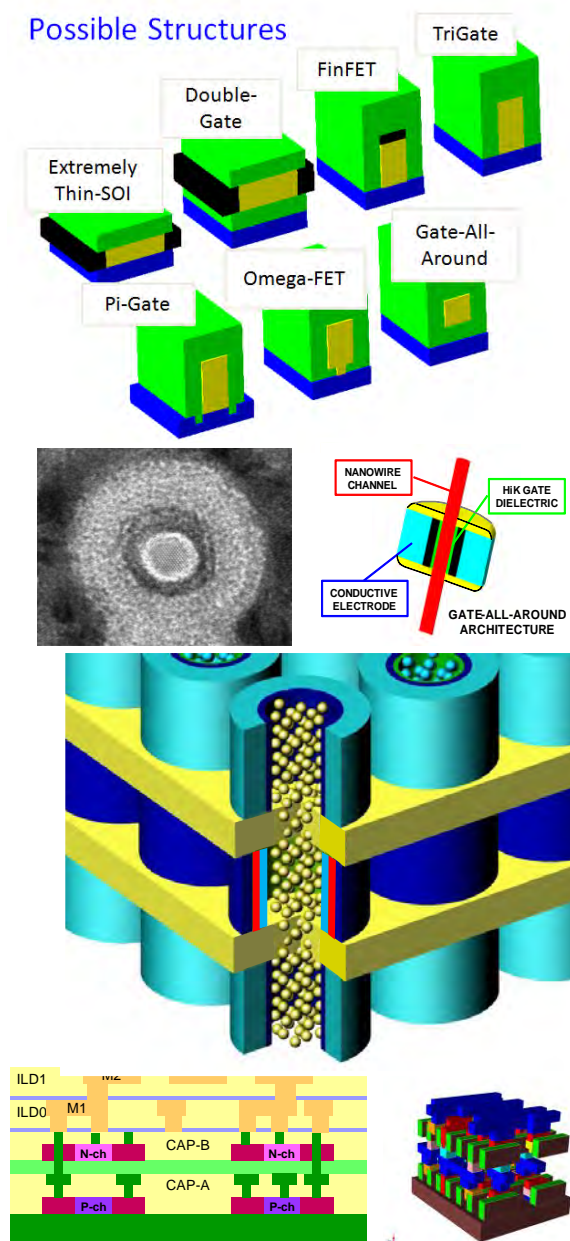 Possible Structures
TriGate
FinFET
Double-
Gate
Extremely
Thin-SOI
Gate-All-
Around
Omega-FET
Pi-Gate
NANOWIRE
CHANNEL
HiK GATE
DIELECTRIC
CONDUCTIVE
ELECTRODE
GATE-ALL-AROUND
ARCHITECTURE
ILD1
M2
ILD0
M1
N-ch
CAP-B
N-ch
CAP-A
P-ch
P-ch